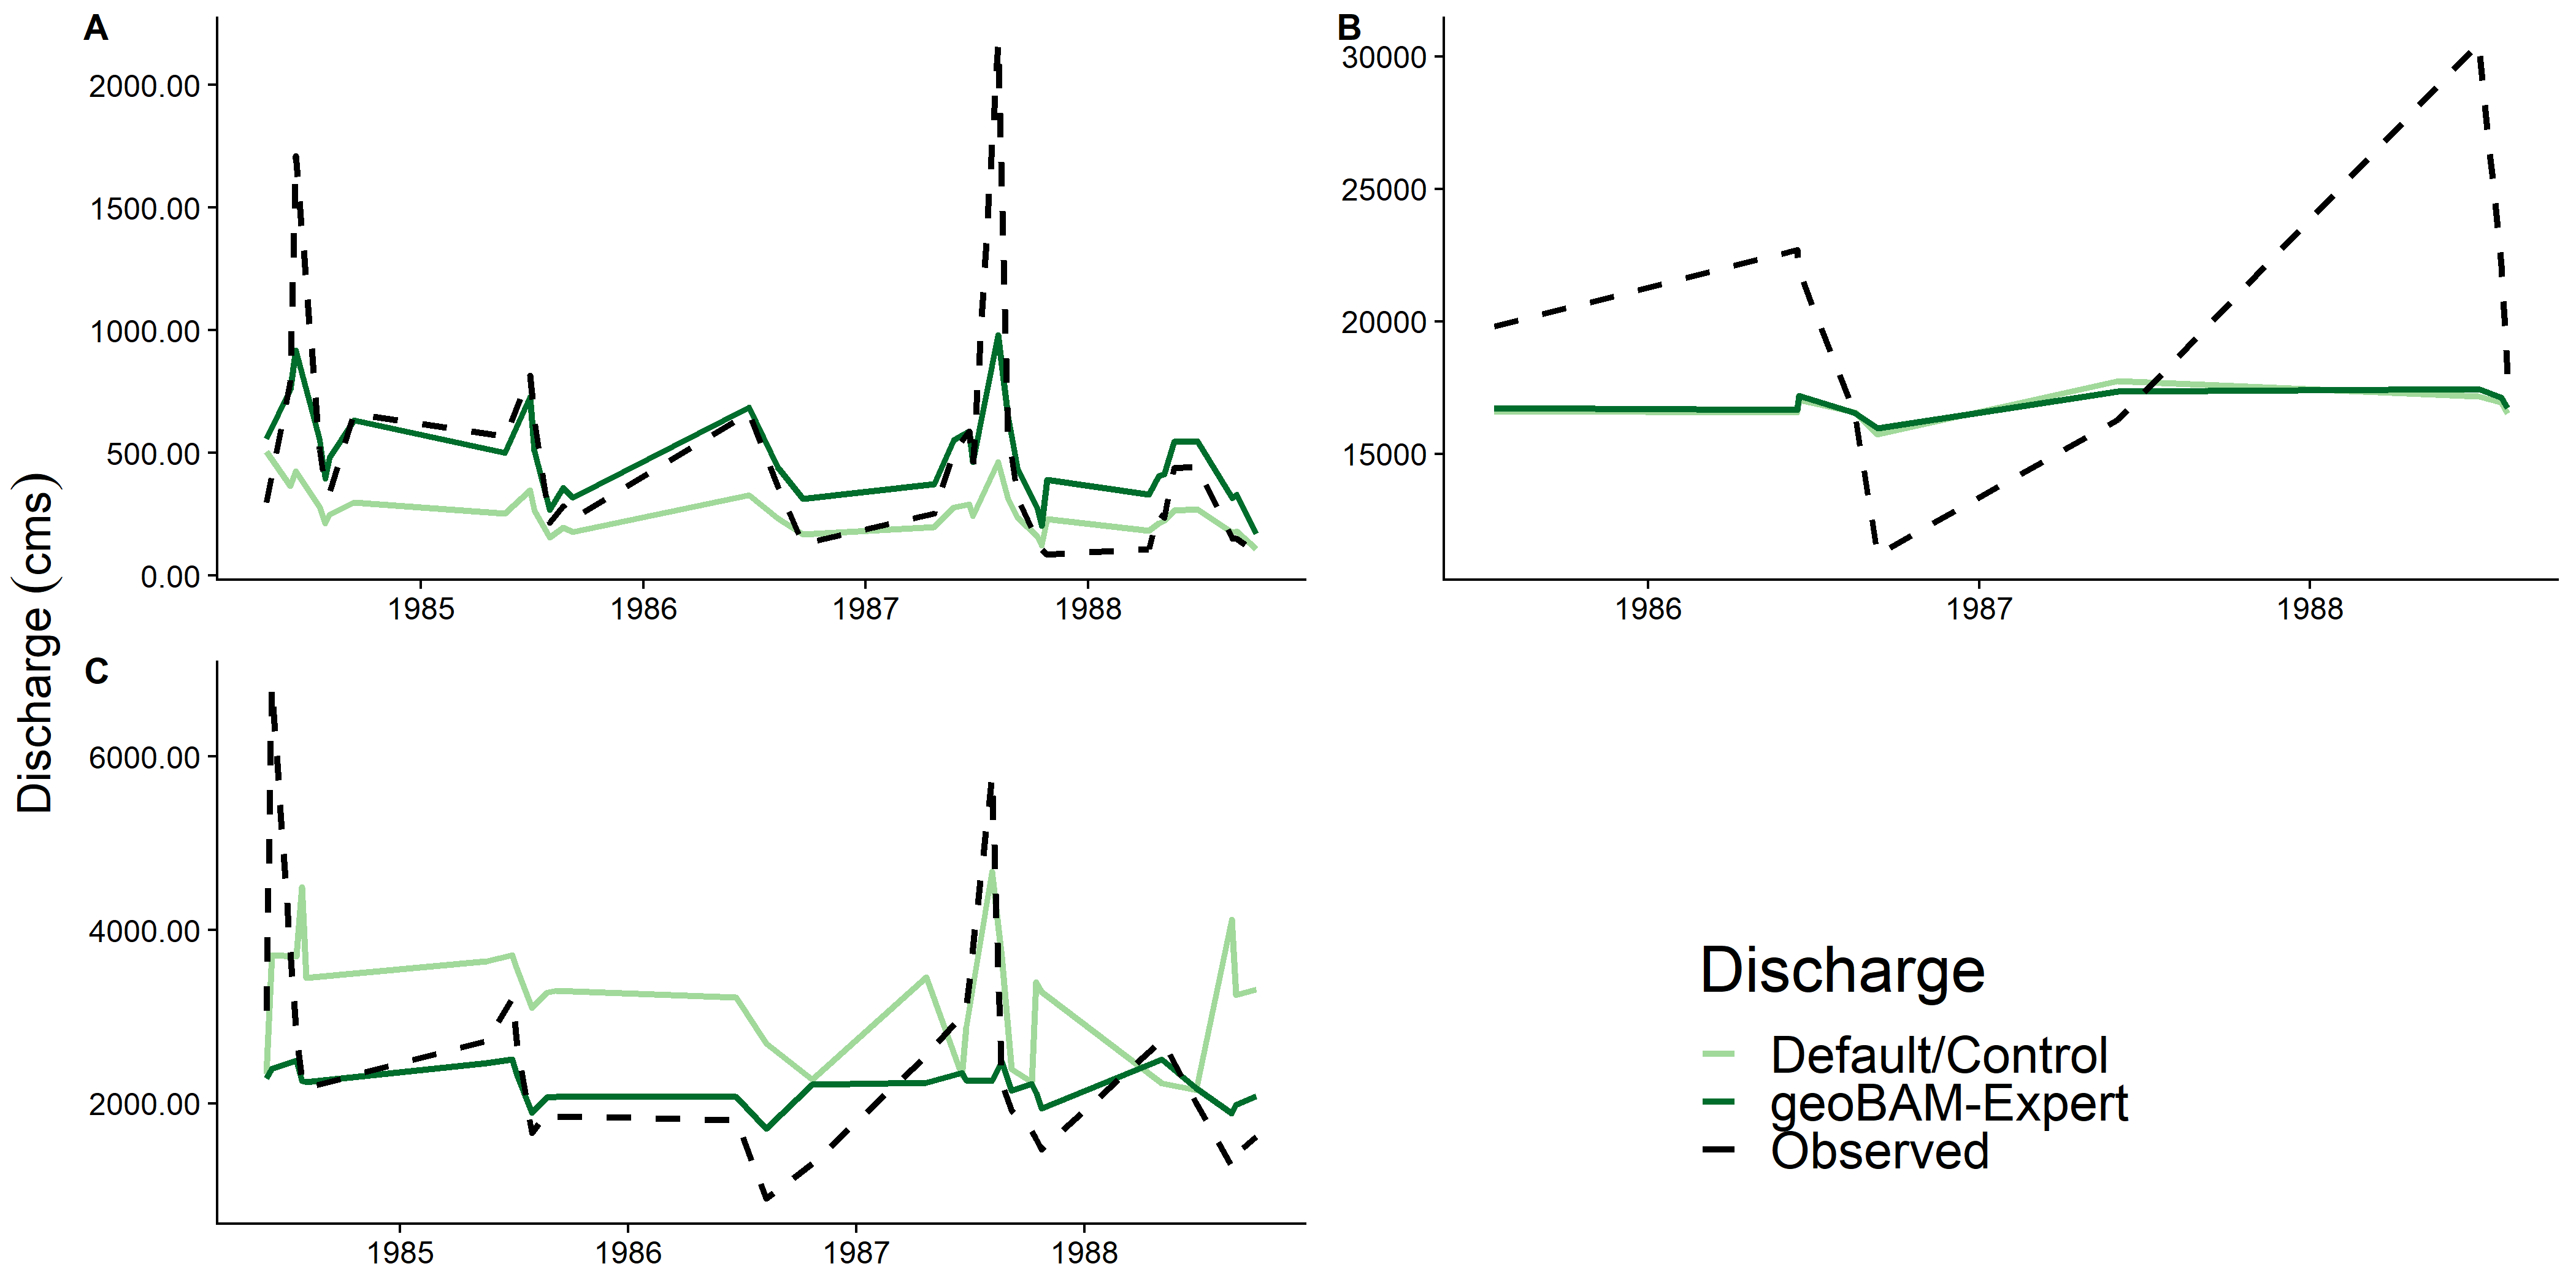 A
2000.00
1500.00
1000.00
500.00
0.00
1985 1986 1987 1988
B
30000
25000
20000
15000
1986 1987 1988
Discharge (cms)
C
6000.00
4000.00
2000.00
1985 1986 1987 1988
Discharge
Default/Control
geoBAM-Expert
Observed